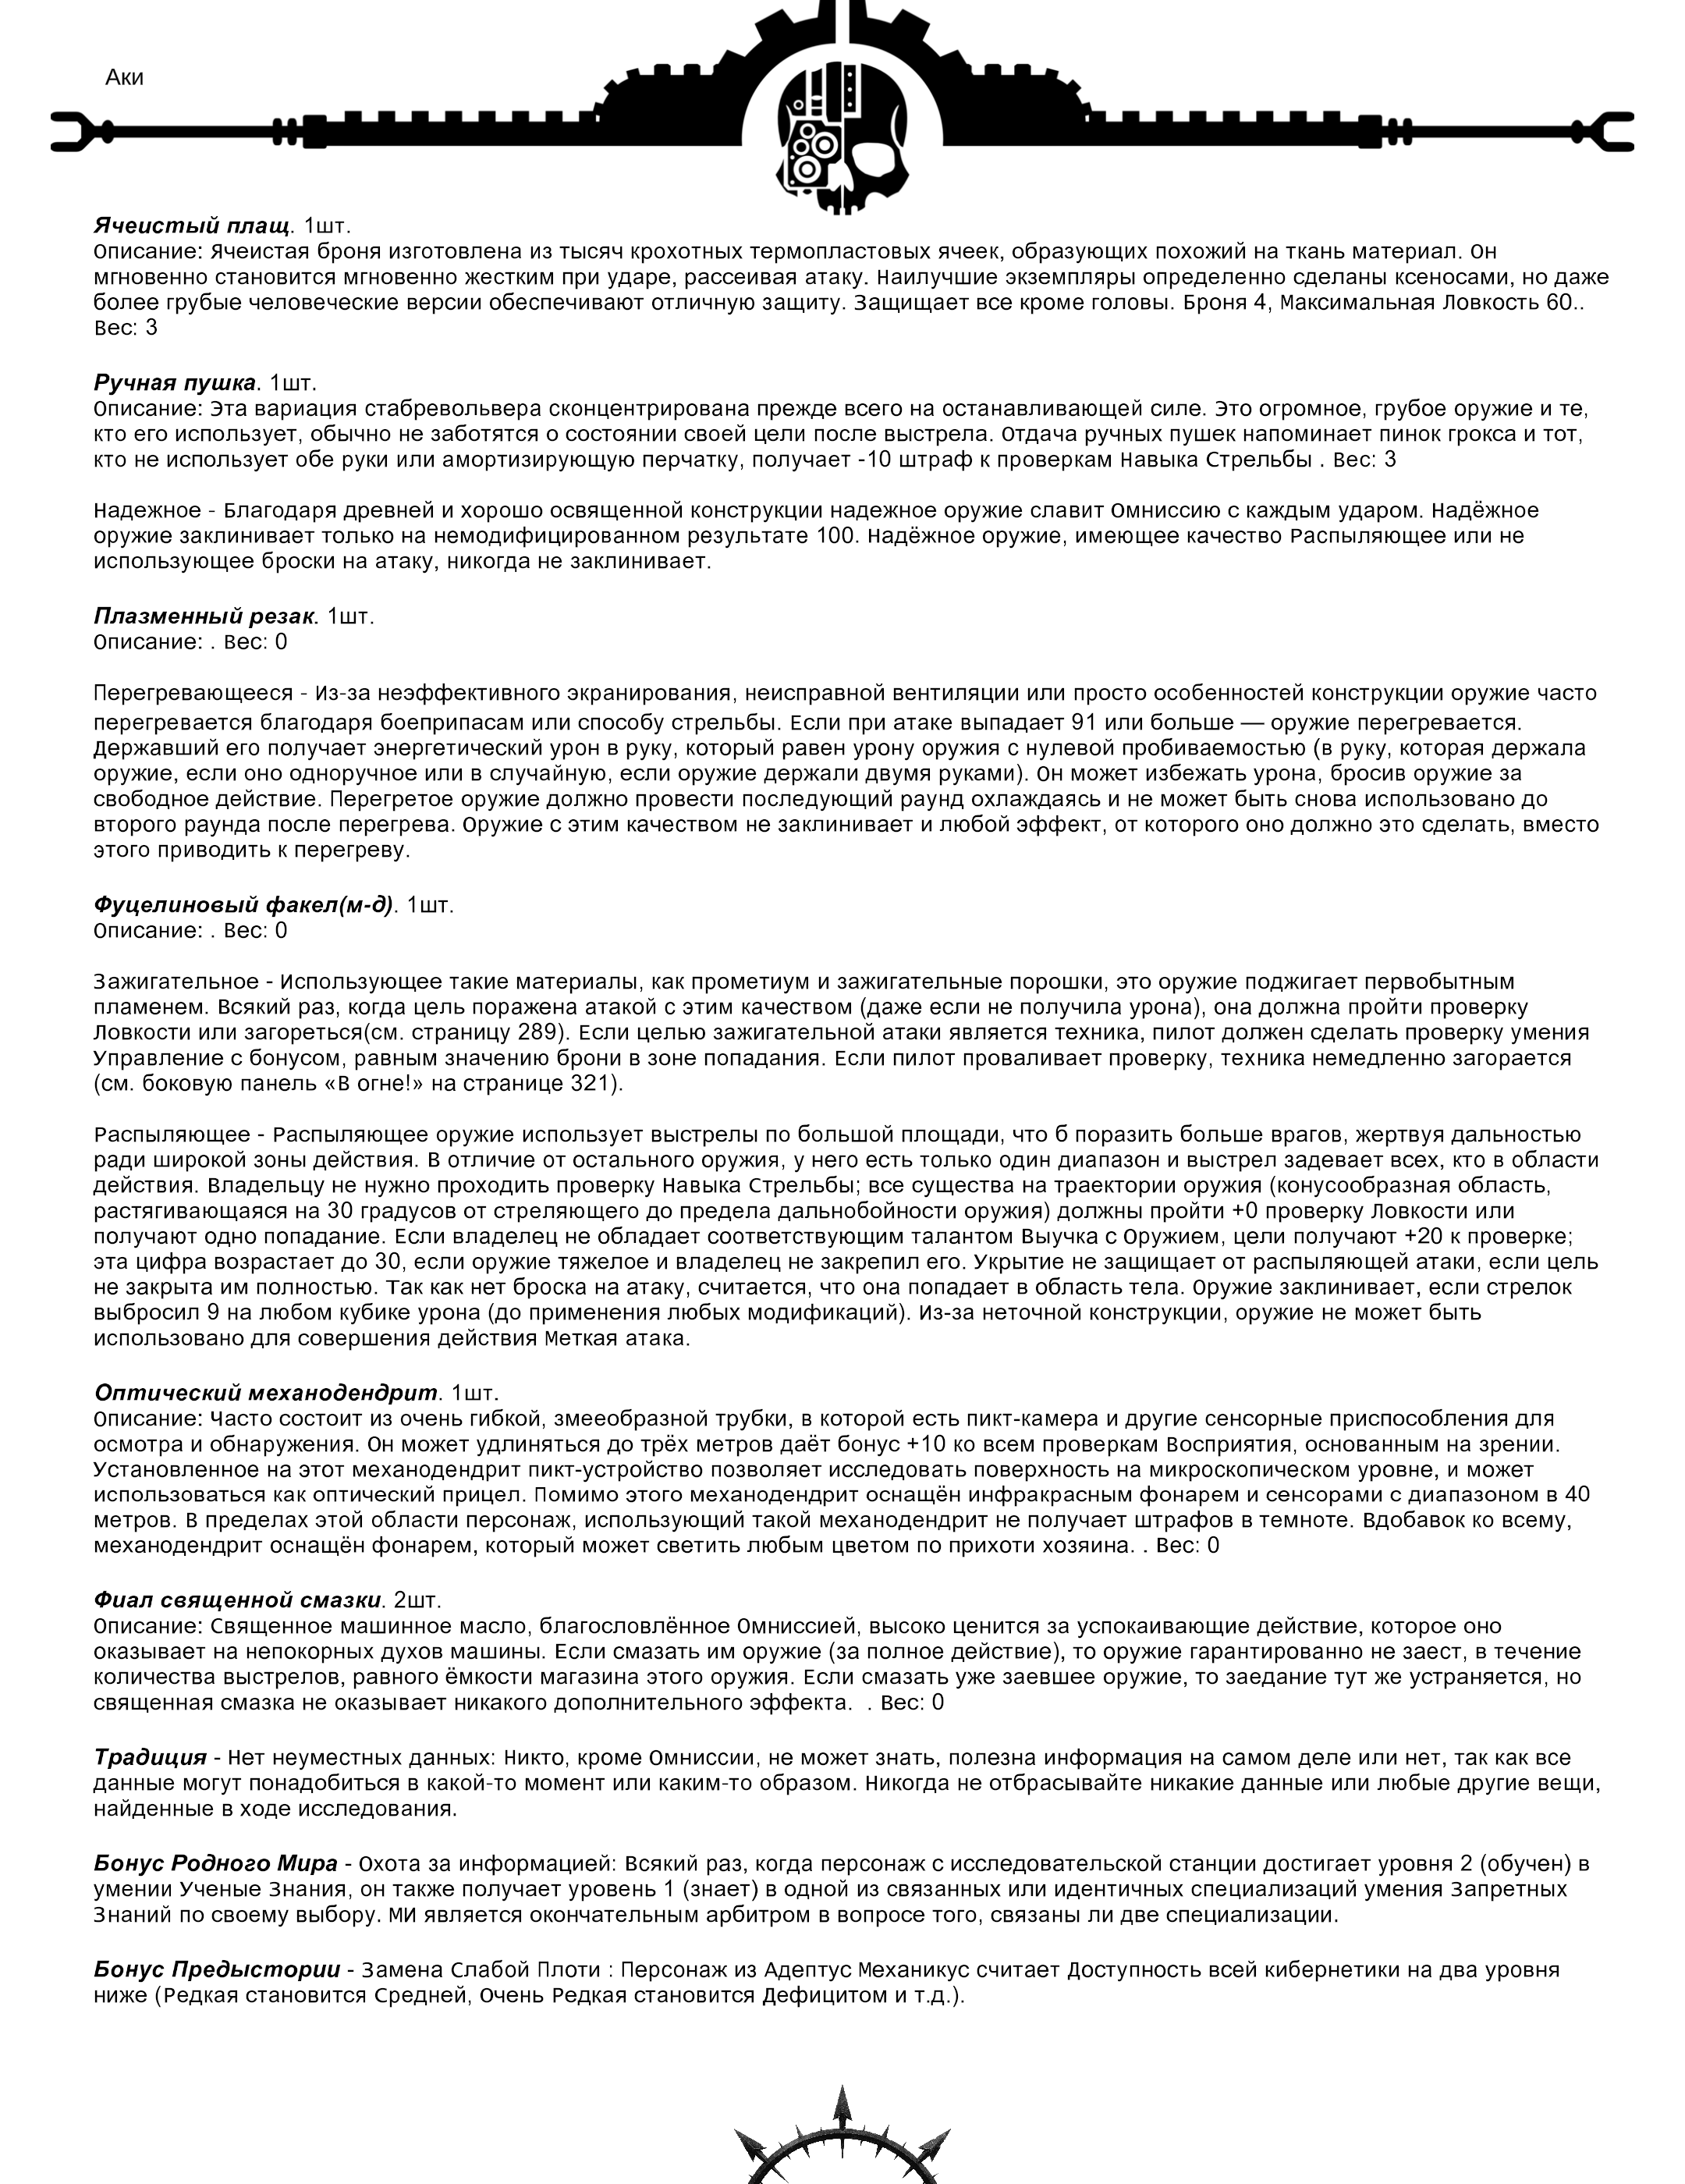 Аки
Ячеистый плащ. 1шт.
Описание: Ячеистая броня изготовлена из тысяч крохотных термопластовых ячеек, образующих похожий на ткань материал. Он
мгновенно становится мгновенно жестким при ударе, рассеивая атаку. Наилучшие экземпляры определенно сделаны ксеносами, но даже
более грубые человеческие версии обеспечивают отличную защиту. Защищает все кроме головы. Броня 4, Максимальная Ловкость 60..
Вес: 3
Ручная пушка. 1шт.
Описание: Эта вариация стабревольвера сконцентрирована прежде всего на останавливающей силе. Это огромное, грубое оружие и те,
кто его использует, обычно не заботятся о состоянии своей цели после выстрела. Отдача ручных пушек напоминает пинок грокса и тот,
кто не использует обе руки или амортизирующую перчатку, получает -10 штраф к проверкам Навыка Стрельбы . Вес: 3
Надежное - Благодаря древней и хорошо освященной конструкции надежное оружие славит Омниссию с каждым ударом. Надёжное
оружие заклинивает только на немодифицированном результате 100. Надёжное оружие, имеющее качество Распыляющее или не
использующее броски на атаку, никогда не заклинивает.
Плазменный резак. 1шт.
Описание: . Вес: 0
Перегревающееся - Из-за неэффективного экранирования, неисправной вентиляции или просто особенностей конструкции оружие часто
перегревается благодаря боеприпасам или способу стрельбы. Если при атаке выпадает 91 или больше — оружие перегревается.
Державший его получает энергетический урон в руку, который равен урону оружия с нулевой пробиваемостью (в руку, которая держала
оружие, если оно одноручное или в случайную, если оружие держали двумя руками). Он может избежать урона, бросив оружие за
свободное действие. Перегретое оружие должно провести последующий раунд охлаждаясь и не может быть снова использовано до
второго раунда после перегрева. Оружие с этим качеством не заклинивает и любой эффект, от которого оно должно это сделать, вместо
этого приводить к перегреву.
Фуцелиновый факел(м-д). 1шт.
Описание: . Вес: 0
Зажигательное - Использующее такие материалы, как прометиум и зажигательные порошки, это оружие поджигает первобытным
пламенем. Всякий раз, когда цель поражена атакой с этим качеством (даже если не получила урона), она должна пройти проверку
Ловкости или загореться(см. страницу 289). Если целью зажигательной атаки является техника, пилот должен сделать проверку умения
Управление с бонусом, равным значению брони в зоне попадания. Если пилот проваливает проверку, техника немедленно загорается
(см. боковую панель «В огне!» на странице 321).
Распыляющее - Распыляющее оружие использует выстрелы по большой площади, что б поразить больше врагов, жертвуя дальностью
ради широкой зоны действия. В отличие от остального оружия, у него есть только один диапазон и выстрел задевает всех, кто в области
действия. Владельцу не нужно проходить проверку Навыка Стрельбы; все существа на траектории оружия (конусообразная область,
растягивающаяся на 30 градусов от стреляющего до предела дальнобойности оружия) должны пройти +0 проверку Ловкости или
получают одно попадание. Если владелец не обладает соответствующим талантом Выучка с Оружием, цели получают +20 к проверке;
эта цифра возрастает до 30, если оружие тяжелое и владелец не закрепил его. Укрытие не защищает от распыляющей атаки, если цель
не закрыта им полностью. Так как нет броска на атаку, считается, что она попадает в область тела. Оружие заклинивает, если стрелок
выбросил 9 на любом кубике урона (до применения любых модификаций). Из-за неточной конструкции, оружие не может быть
использовано для совершения действия Меткая атака.
Оптический механодендрит. 1шт.
Описание: Часто состоит из очень гибкой, змееобразной трубки, в которой есть пикт-камера и другие сенсорные приспособления для
осмотра и обнаружения. Он может удлиняться до трёх метров даёт бонус +10 ко всем проверкам Восприятия, основанным на зрении.
Установленное на этот механодендрит пикт-устройство позволяет исследовать поверхность на микроскопическом уровне, и может
использоваться как оптический прицел. Помимо этого механодендрит оснащён инфракрасным фонарем и сенсорами с диапазоном в 40
метров. В пределах этой области персонаж, использующий такой механодендрит не получает штрафов в темноте. Вдобавок ко всему,
механодендрит оснащён фонарем, который может светить любым цветом по прихоти хозяина. . Вес: 0
Фиал священной смазки. 2шт.
Описание: Священное машинное масло, благословлённое Омниссией, высоко ценится за успокаивающие действие, которое оно
оказывает на непокорных духов машины. Если смазать им оружие (за полное действие), то оружие гарантированно не заест, в течение
количества выстрелов, равного ёмкости магазина этого оружия. Если смазать уже заевшее оружие, то заедание тут же устраняется, но
священная смазка не оказывает никакого дополнительного эффекта.  . Вес: 0
Традиция - Нет неуместных данных: Никто, кроме Омниссии, не может знать, полезна информация на самом деле или нет, так как все
данные могут понадобиться в какой-то момент или каким-то образом. Никогда не отбрасывайте никакие данные или любые другие вещи,
найденные в ходе исследования.
Бонус Родного Мира - Охота за информацией: Всякий раз, когда персонаж с исследовательской станции достигает уровня 2 (обучен) в
умении Ученые Знания, он также получает уровень 1 (знает) в одной из связанных или идентичных специализаций умения Запретных
Знаний по своему выбору. МИ является окончательным арбитром в вопросе того, связаны ли две специализации.
Бонус Предыстории - Замена Слабой Плоти : Персонаж из Адептус Механикус считает Доступность всей кибернетики на два уровня
ниже (Редкая становится Средней, Очень Редкая становится Дефицитом и т.д.).